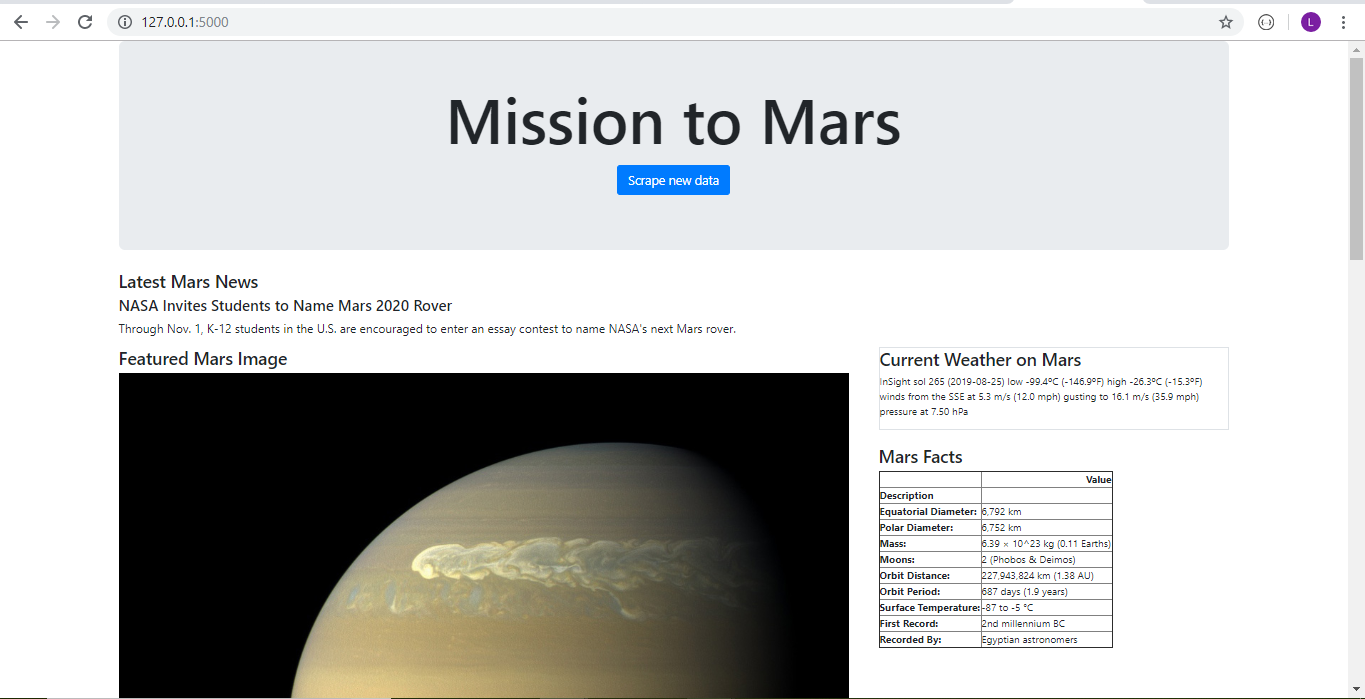 127.0.0.1:5000
L
Mission to Mars
Scrape new data
Latest Mars News
NASA Invites Students to Name Mars 2020 Rover
Through Nov. 1, K-12 students in the U.S. are encouraged to enter an essay contest to name NASA's next Mars rover.
Featured Mars Image
Current Weather on Mars
InSight sol 265 (2019-08-25) low -99.4ºC (-146.9ºF) high -26.3ºC (-15.3ºF)
winds from the SSE at 5.3 m/s (12.0 mph) gusting to 16.1 m/s (35.9 mph)
pressure at 7.50 hPa
Mars Facts
Value
Description
Equatorial Diameter: 6,792 km
Polar Diameter: 6,752 km
Mass: 6.39 × 10^23 kg (0.11 Earths)
Moons: 2 (Phobos & Deimos)
Orbit Distance: 227,943,824 km (1.38 AU)
Orbit Period: 687 days (1.9 years)
Surface Temperature: -87 to -5 °C
First Record: 2nd millennium BC
Recorded By: Egyptian astronomers